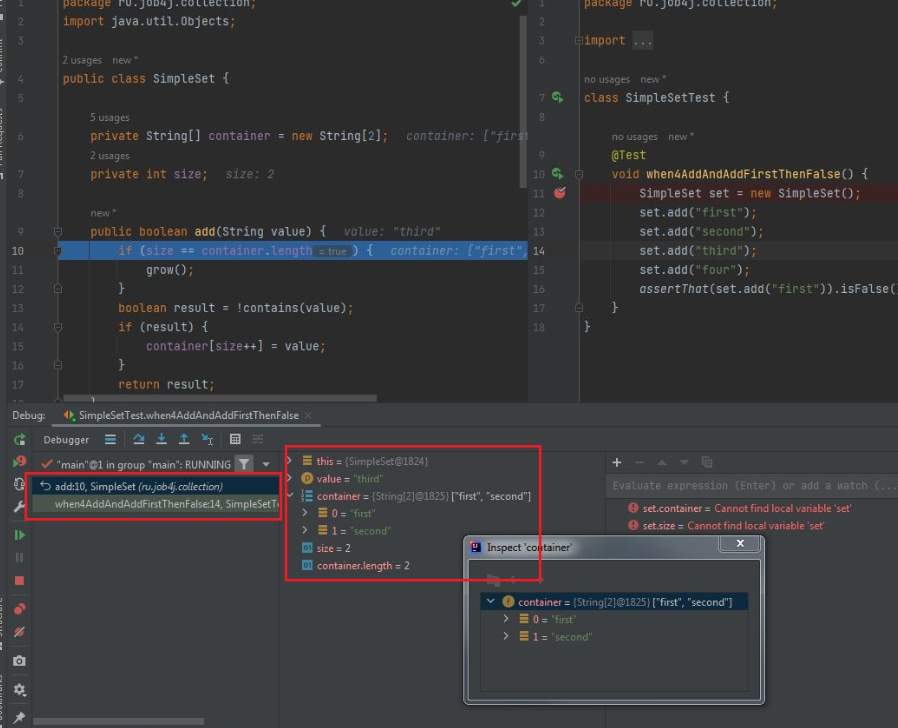 1 package ru.job4j.collection;
2 import java.util.Objects;
3
2 usages new *
4 public class SimpleSet {
5
5 usages
6 private String[] container = new String[2]; container: ["first
2 usages
7 private int size; size: 2
8
new *
9 public boolean add(String value) { value: "third"
10 if (size == container.length = true ) { container: ["first",
11 grow();
12 }
13 boolean result = !contains(value);
14 if (result) {
15 container[size++] = value;
16 }
17 return result;
1 package ru.job4j.collection;
2
3 import ...
6
no usages new *
7 class SimpleSetTest {
8
no usages new *
9 @Test
10 void when4AddAndAddFirstThenFalse() {
11 SimpleSet set = new SimpleSet();
12 set.add("first");
13 set.add("second");
14 set.add("third");
15 set.add("four");
16 assertThat(set.add("first")).isFalse()
17 }
18 }
Debug: SimpleSetTest.when4AddAndAddFirstThenFalse
Debugger
"main"@1 in group "main": RUNNING
add:10, SimpleSet (ru.job4j.collection)
when4AddAndAddFirstThenFalse:14, SimpleSetT
this = {SimpleSet@1824}
value = "third"
container = {String[2]@1825} ["first", "second"]
0 = "first"
1 = "second"
size = 2
container.length = 2
Evaluate expression (Enter) or add a watch (...
set.container = Cannot find local variable 'set'
set.size = Cannot find local variable 'set'
Inspect 'container'
X
container = {String[2]@1825} ["first", "second"]
0 = "first"
1 = "second"